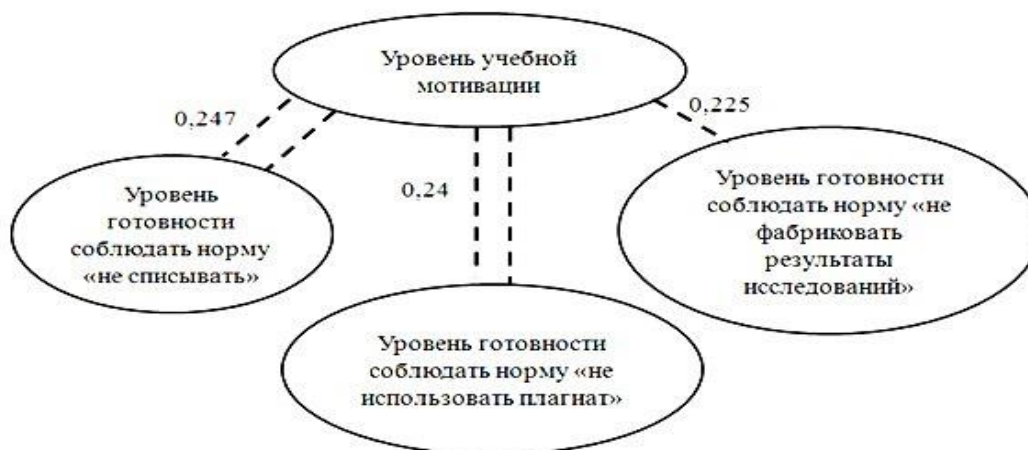 Уровень учебной
мотивации
0,247
0,225
0,24
Уровень
готовности
соблюдать норму
«не списывать»
Уровень готовности
соблюдать норму «не
фабриковать
результаты
исследований»
Уровень готовности
соблюдать норму «не
использовать плагиат»